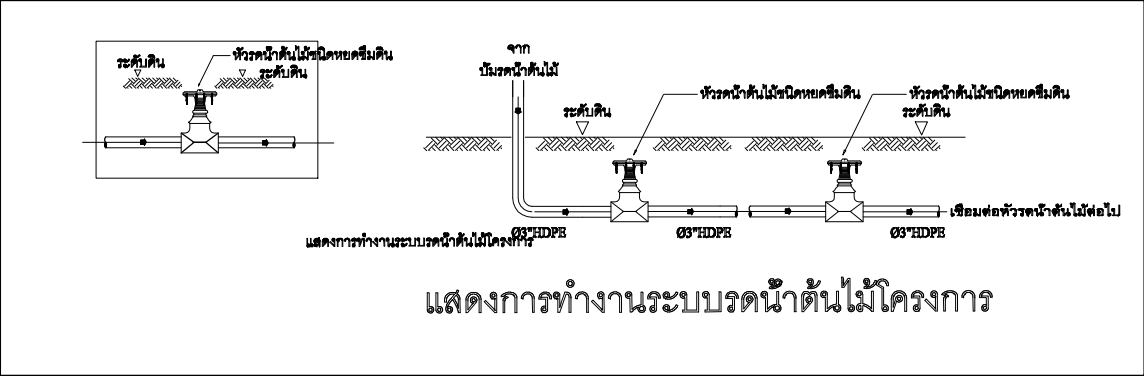 ระดับดิน
หัวรดน้ำต้นไม้ชนิดหยดซึมดิน
ระดับดิน
จาก
ปั๊มรดน้ำต้นไม้
ระดับดิน
หัวรดน้ำต้นไม้ชนิดหยดซึมดิน
หัวรดน้ำต้นไม้ชนิดหยดซึมดิน
ระดับดิน
เชื่อมต่อหัวรดน้ำต้นไม้ต่อไป
Ø3"HDPE
Ø3"HDPE
Ø3"HDPE
แสดงการทำงานระบบรดน้ำต้นไม้โครงการ
แสดงการทำงานระบบรดน้ำต้นไม้โครงการ